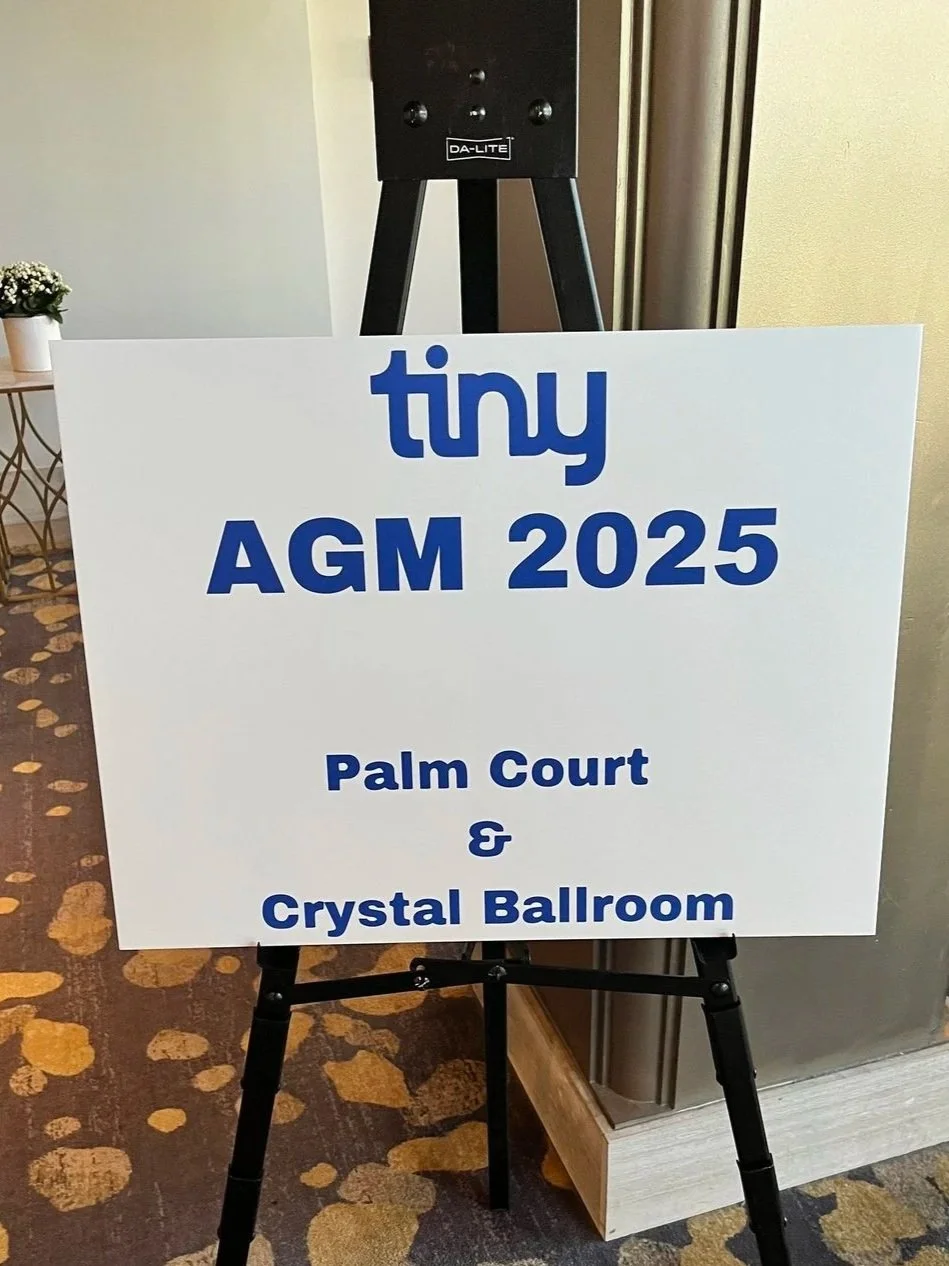 DA-LITE
tiny
AGM 2025
Palm Court
&
Crystal Ballroom